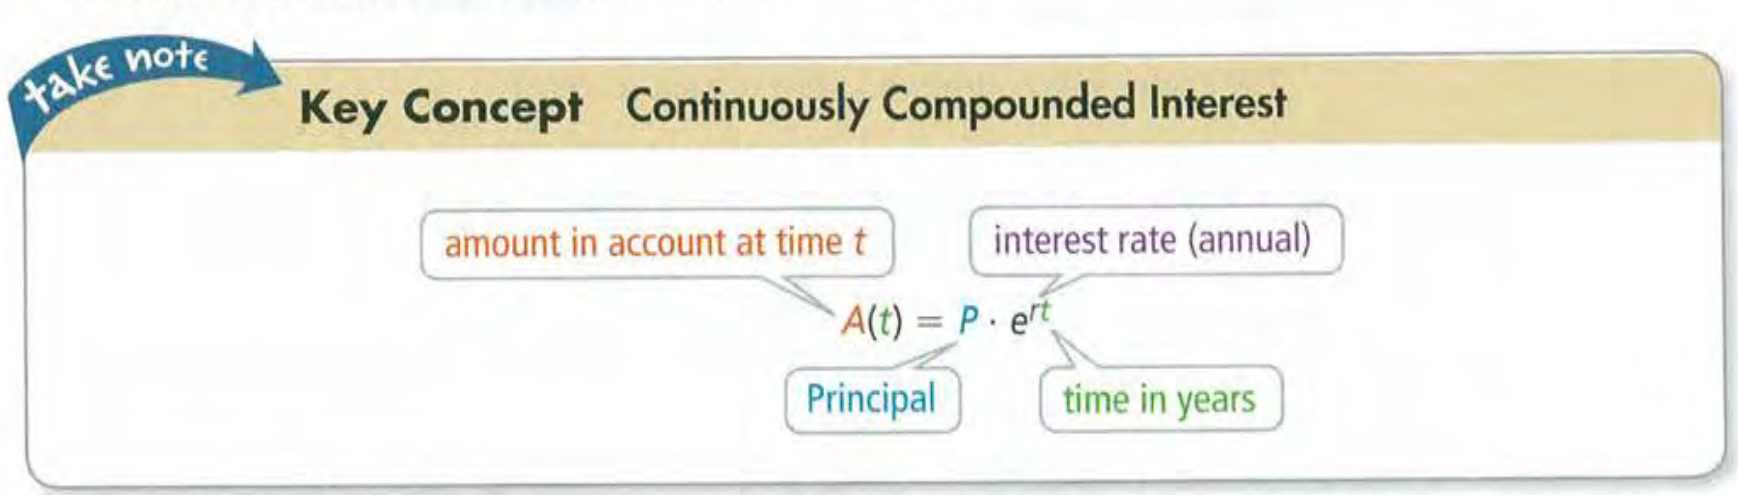 take note
Key Concept Continuously Compounded Interest
amount in account at time t
interest rate (annual)
A(t) = P · e^{rt}
Principal
time in years